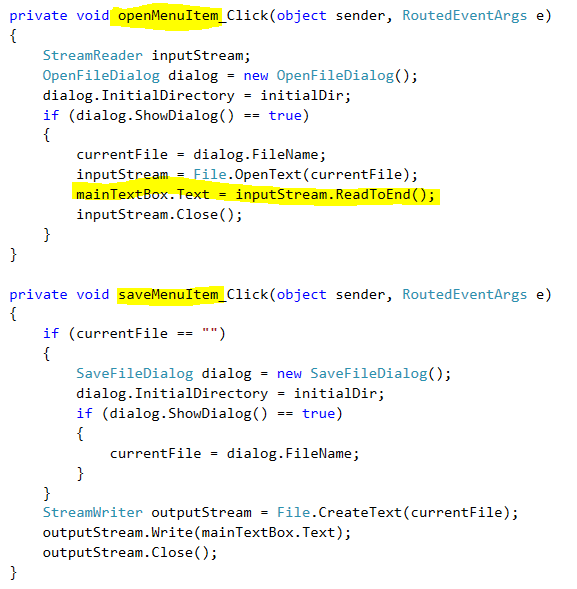 private void openMenuItem_Click(object sender, RoutedEventArgs e)
{
    StreamReader inputStream;
    OpenFileDialog dialog = new OpenFileDialog();
    dialog.InitialDirectory = initialDir;
    if (dialog.ShowDialog() == true)
    {
        currentFile = dialog.FileName;
        inputStream = File.OpenText(currentFile);
        mainTextBox.Text = inputStream.ReadToEnd();
        inputStream.Close();
    }
}

private void saveMenuItem_Click(object sender, RoutedEventArgs e)
{
    if (currentFile == "")
    {
        SaveFileDialog dialog = new SaveFileDialog();
        dialog.InitialDirectory = initialDir;
        if (dialog.ShowDialog() == true)
        {
            currentFile = dialog.FileName;
        }
    }
    StreamWriter outputStream = File.CreateText(currentFile);
    outputStream.Write(mainTextBox.Text);
    outputStream.Close();
}